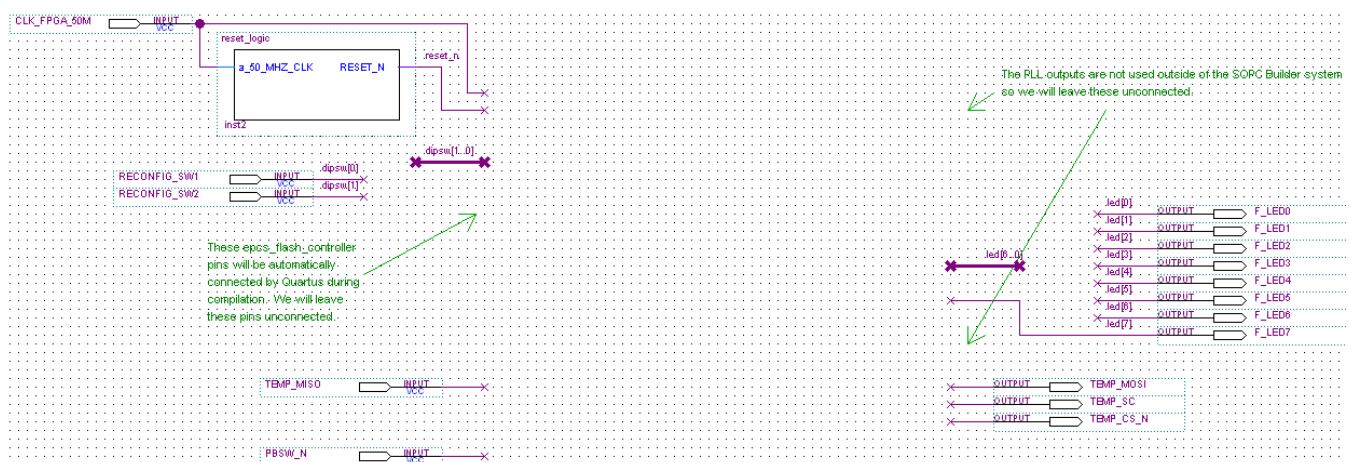 CLK_FPGA_50M
INPUT
VCC
reset_logic
a_50_MHZ_CLK
RESET_N
.reset_n
inst2
The PLL outputs are not used outside of the SOPC Builder system
so we will leave these unconnected.
.dipsw[1..0]
RECONFIG_SW1
INPUT
VCC
.dipsw[0]
RECONFIG_SW2
INPUT
VCC
.dipsw[1]
These epcs_flash_controller
pins will be automatically
connected by Quartus during
compilation. We will leave
these pins unconnected.
.led[6..0]
.led[0]
OUTPUT
F_LED0
.led[1]
OUTPUT
F_LED1
.led[2]
OUTPUT
F_LED2
.led[3]
OUTPUT
F_LED3
.led[4]
OUTPUT
F_LED4
.led[5]
OUTPUT
F_LED5
.led[6]
OUTPUT
F_LED6
.led[7]
OUTPUT
F_LED7
TEMP_MISO
INPUT
VCC
OUTPUT
TEMP_MOSI
OUTPUT
TEMP_SC
OUTPUT
TEMP_CS_N
PBSW_N
INPUT
VCC